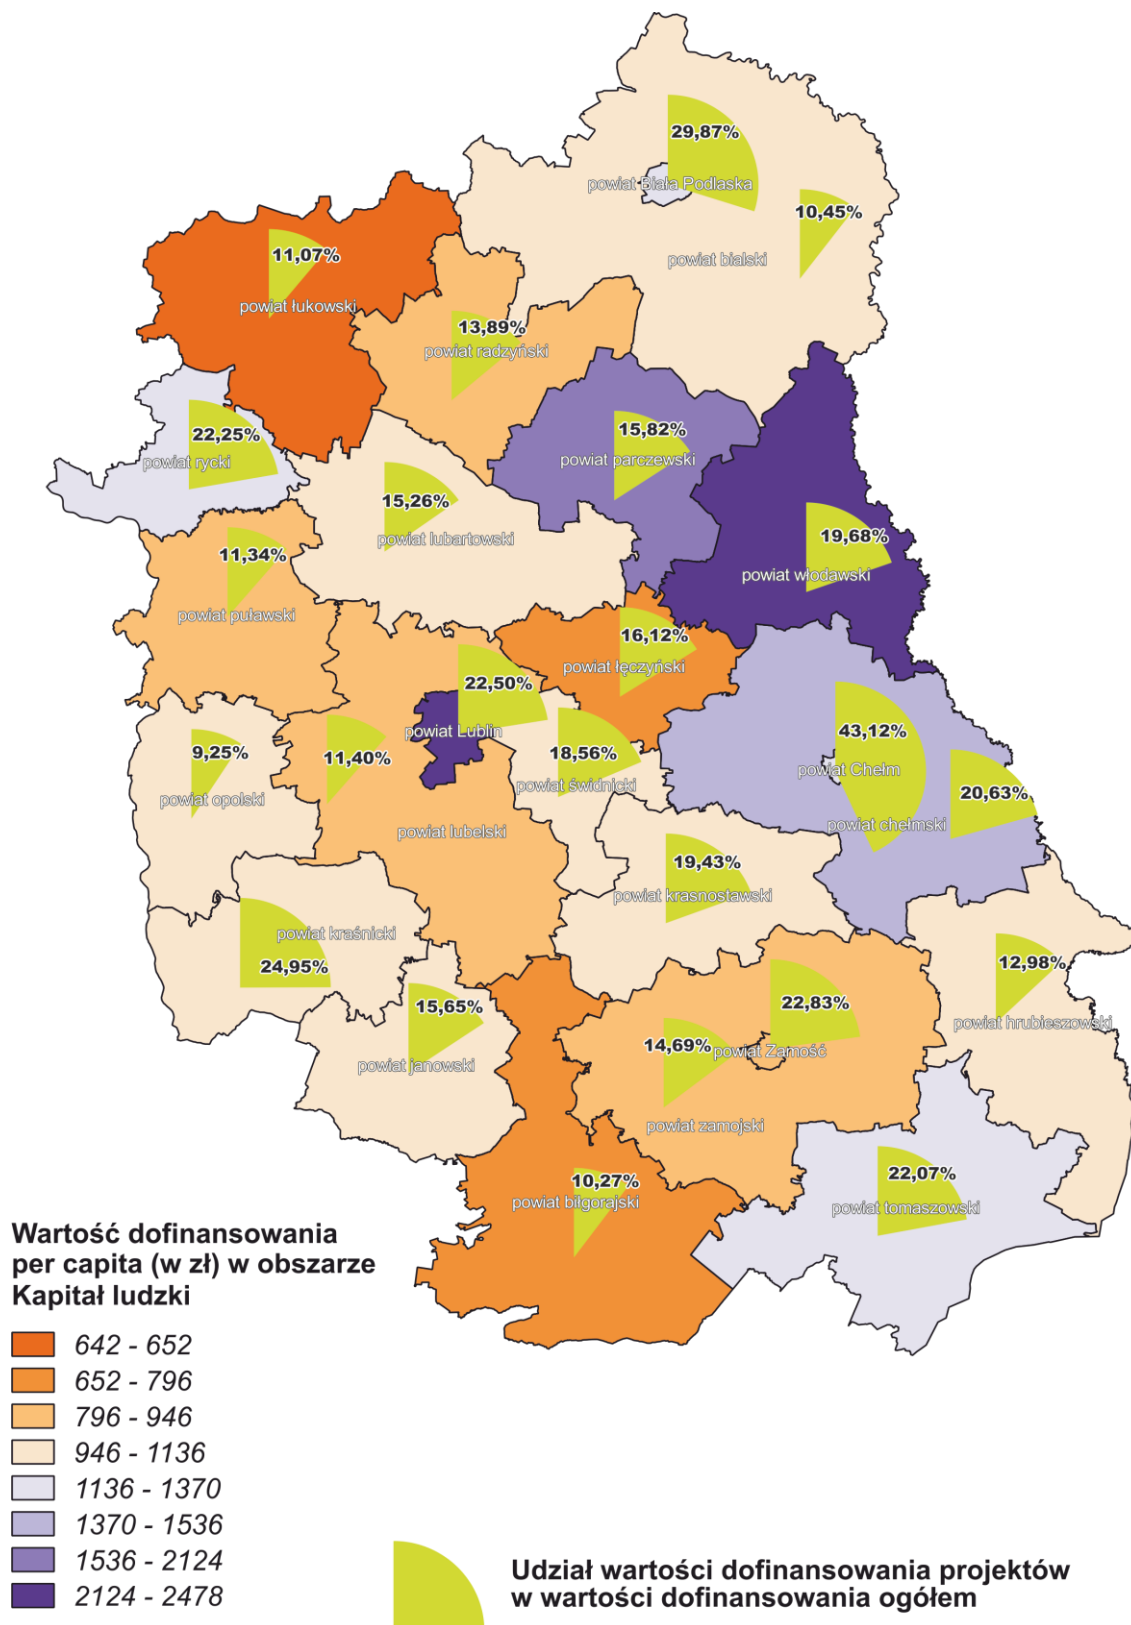 29,87%
powiat Biała Podlaska
10,45%
powiat bialski
11,07%
powiat łukowski
13,89%
powiat radzyński
22,25%
powiat rycki
15,82%
powiat parczewski
15,26%
powiat lubartowski
19,68%
powiat włodawski
11,34%
powiat puławski
16,12%
powiat łęczyński
22,50%
powiat Lublin
43,12%
powiat Chełm
9,25%
powiat opolski
11,40%
18,56%
powiat świdnicki
20,63%
powiat chełmski
powiat lubelski
19,43%
powiat krasnostawski
powiat kraśnicki
24,95%
12,98%
powiat hrubieszowski
15,65%
powiat janowski
22,83%
powiat Zamość
14,69%
powiat zamojski
22,07%
powiat tomaszowski
10,27%
powiat biłgorajski
Wartość dofinansowania
per capita (w zł) w obszarze
Kapitał ludzki
642 - 652
652 - 796
796 - 946
946 - 1136
1136 - 1370
1370 - 1536
1536 - 2124
2124 - 2478
Udział wartości dofinansowania projektów
w wartości dofinansowania ogółem